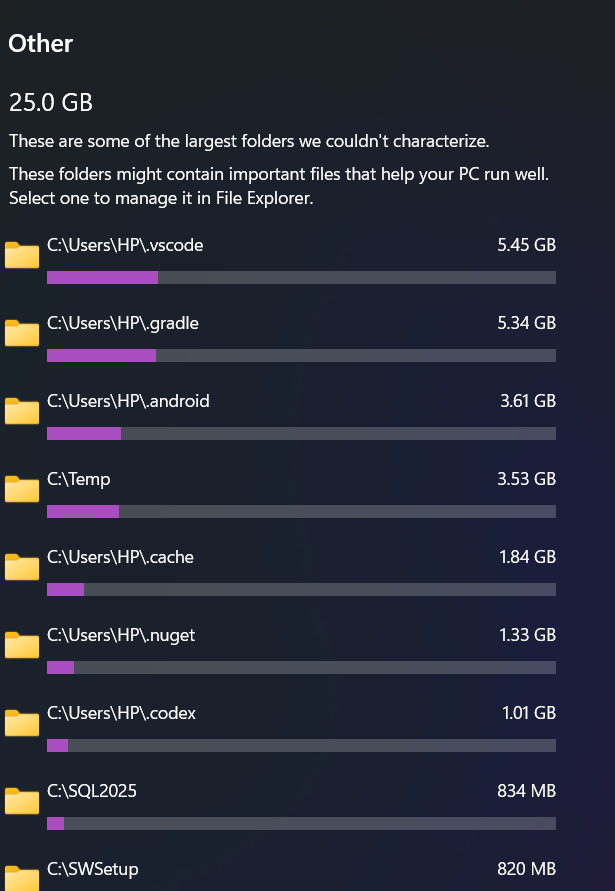 Other
25.0 GB
These are some of the largest folders we couldn't characterize.
These folders might contain important files that help your PC run well.
Select one to manage it in File Explorer.
C:\Users\HP\.vscode 5.45 GB
C:\Users\HP\.gradle 5.34 GB
C:\Users\HP\.android 3.61 GB
C:\Temp 3.53 GB
C:\Users\HP\.cache 1.84 GB
C:\Users\HP\.nuget 1.33 GB
C:\Users\HP\.codex 1.01 GB
C:\SQL2025 834 MB
C:\SWSetup 820 MB